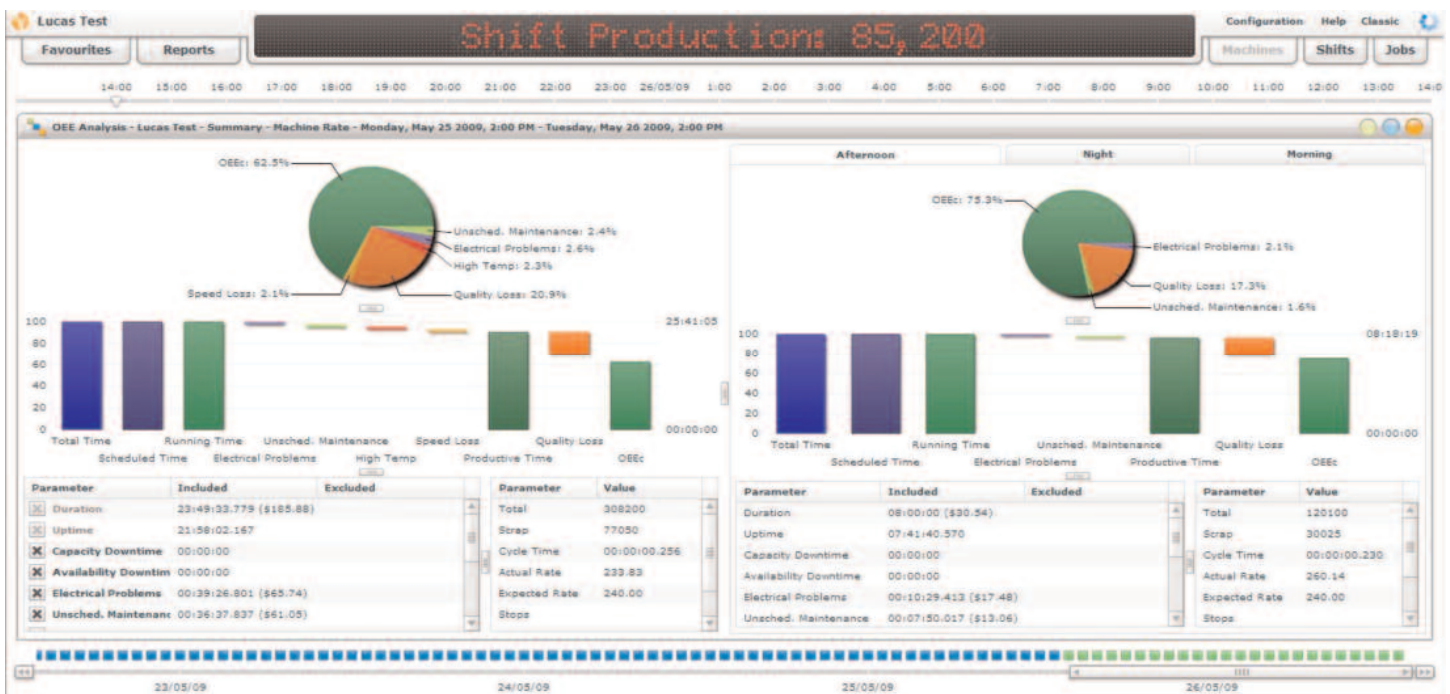 Lucas Test
Shift Production: 85,200
Configuration Help Classic
Favourites Reports
Machines Shifts Jobs
14:00 15:00 16:00 17:00 18:00 19:00 20:00 21:00 22:00 23:00 26/05/09 1:00 2:00 3:00 4:00 5:00 6:00 7:00 8:00 9:00 10:00 11:00 12:00 13:00 14:0
OEE Analysis - Lucas Test - Summary - Machine Rate - Monday, May 25 2009, 2:00 PM - Tuesday, May 26 2009, 2:00 PM
OEEc: 62.5%
Unsched. Maintenance: 2.4%
Electrical Problems: 2.6%
High Temp: 2.3%
Speed Loss: 2.1%
Quality Loss: 20.9%
100
80
60
40
20
0
25:41:05
00:00:00
Total Time Running Time Unsched. Maintenance Speed Loss Quality Loss
Scheduled Time Electrical Problems High Temp Productive Time OEEc
Parameter Included Excluded
Duration 23:49:33.779 ($185.88)
Uptime 21:58:02.167
Capacity Downtime 00:00:00
Availability Downtim 00:00:00
Electrical Problems 00:39:26.801 ($65.74)
Unsched. Maintenanc 00:36:37.837 ($61.05)
Parameter Value
Total 308200
Scrap 77050
Cycle Time 00:00:00.256
Actual Rate 233.83
Expected Rate 240.00
Stops
Afternoon Night Morning
OEEc: 75.3%
Electrical Problems: 2.1%
Quality Loss: 17.3%
Unsched. Maintenance: 1.6%
100
80
60
40
20
0
08:18:19
00:00:00
Total Time Running Time Unsched. Maintenance Quality Loss
Scheduled Time Electrical Problems Productive Time OEEc
Parameter Included Excluded
Duration 08:00:00 ($30.54)
Uptime 07:41:40.570
Capacity Downtime 00:00:00
Availability Downtime 00:00:00
Electrical Problems 00:10:29.413 ($17.48)
Unsched. Maintenance 00:07:50.017 ($13.06)
Parameter Value
Total 120100
Scrap 30025
Cycle Time 00:00:00.230
Actual Rate 260.14
Expected Rate 240.00
Stops
23/05/09 24/05/09 25/05/09 26/05/09